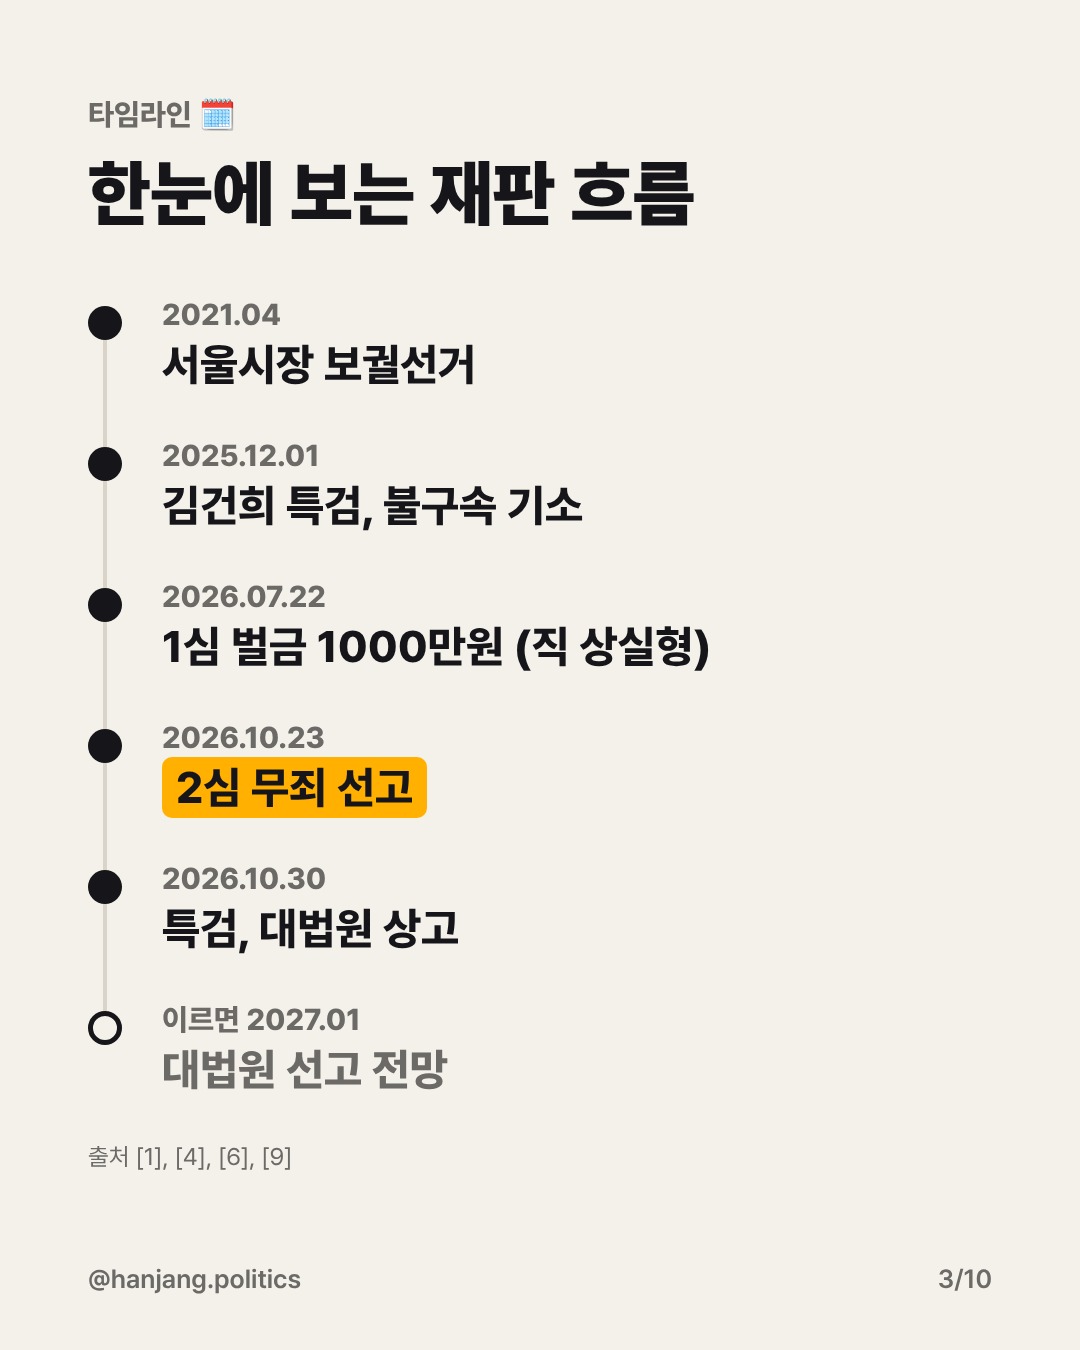 타임라인 🗓️
한눈에 보는 재판 흐름
2021.04
서울시장 보궐선거
2025.12.01
김건희 특검, 불구속 기소
2026.07.22
1심 벌금 1000만원 (직 상실형)
2026.10.23
2심 무죄 선고
2026.10.30
특검, 대법원 상고
이르면 2027.01
대법원 선고 전망
출처 [1], [4], [6], [9]
@hanjang.politics
3/10